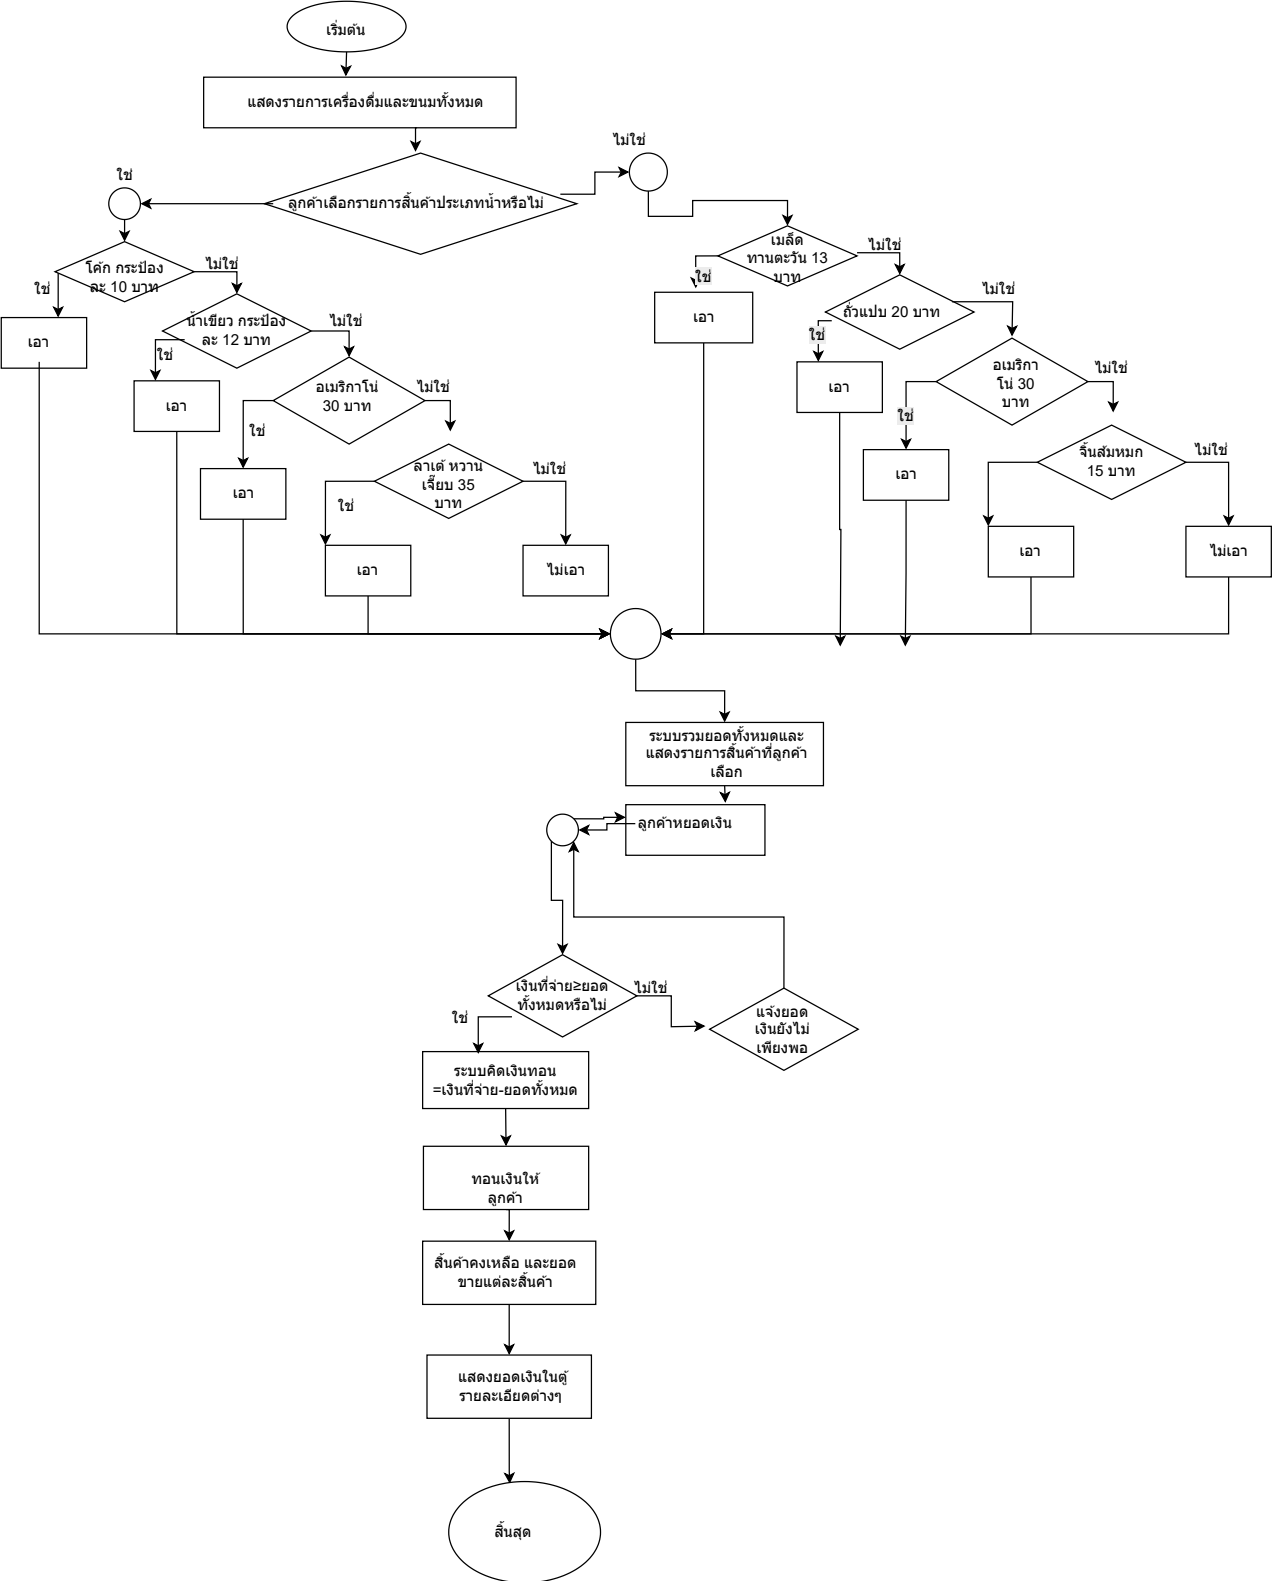 เริ่มต้น
แสดงรายการเครื่องดื่มและขนมทั้งหมด
ไม่ใช่
ใช่
ลูกค้าเลือกรายการสิ้นค้าประเภทน้ำหรือไม่
โค้ก กระป๋อง
ละ 10 บาท
ไม่ใช่
ใช่
เอา
น้ำเขียว กระป๋อง
ละ 12 บาท
ไม่ใช่
ใช่
เอา
อเมริกาโน่
30 บาท
ไม่ใช่
ใช่
เอา
ลาเต้ หวาน
เจี๊ยบ 35
บาท
ไม่ใช่
ใช่
เอา
ไม่เอา
เมล็ด
ทานตะวัน 13
บาท
ไม่ใช่
ใช่
เอา
ถั่วแปบ 20 บาท
ไม่ใช่
ใช่
เอา
อเมริกา
โน่ 30
บาท
ไม่ใช่
ใช่
เอา
จิ้นส้มหมก
15 บาท
ไม่ใช่
เอา
ไม่เอา
ระบบรวมยอดทั้งหมดและ
แสดงรายการสิ้นค้าที่ลูกค้า
เลือก
ลูกค้าหยอดเงิน
เงินที่จ่าย≥ยอด
ทั้งหมดหรือไม่
ไม่ใช่
ใช่
แจ้งยอด
เงินยังไม่
เพียงพอ
ระบบคิดเงินทอน
=เงินที่จ่าย-ยอดทั้งหมด
ทอนเงินให้
ลูกค้า
สิ้นค้าคงเหลือ และยอด
ขายแต่ละสิ้นค้า
แสดงยอดเงินในตู้
รายละเอียดต่างๆ
สิ้นสุด